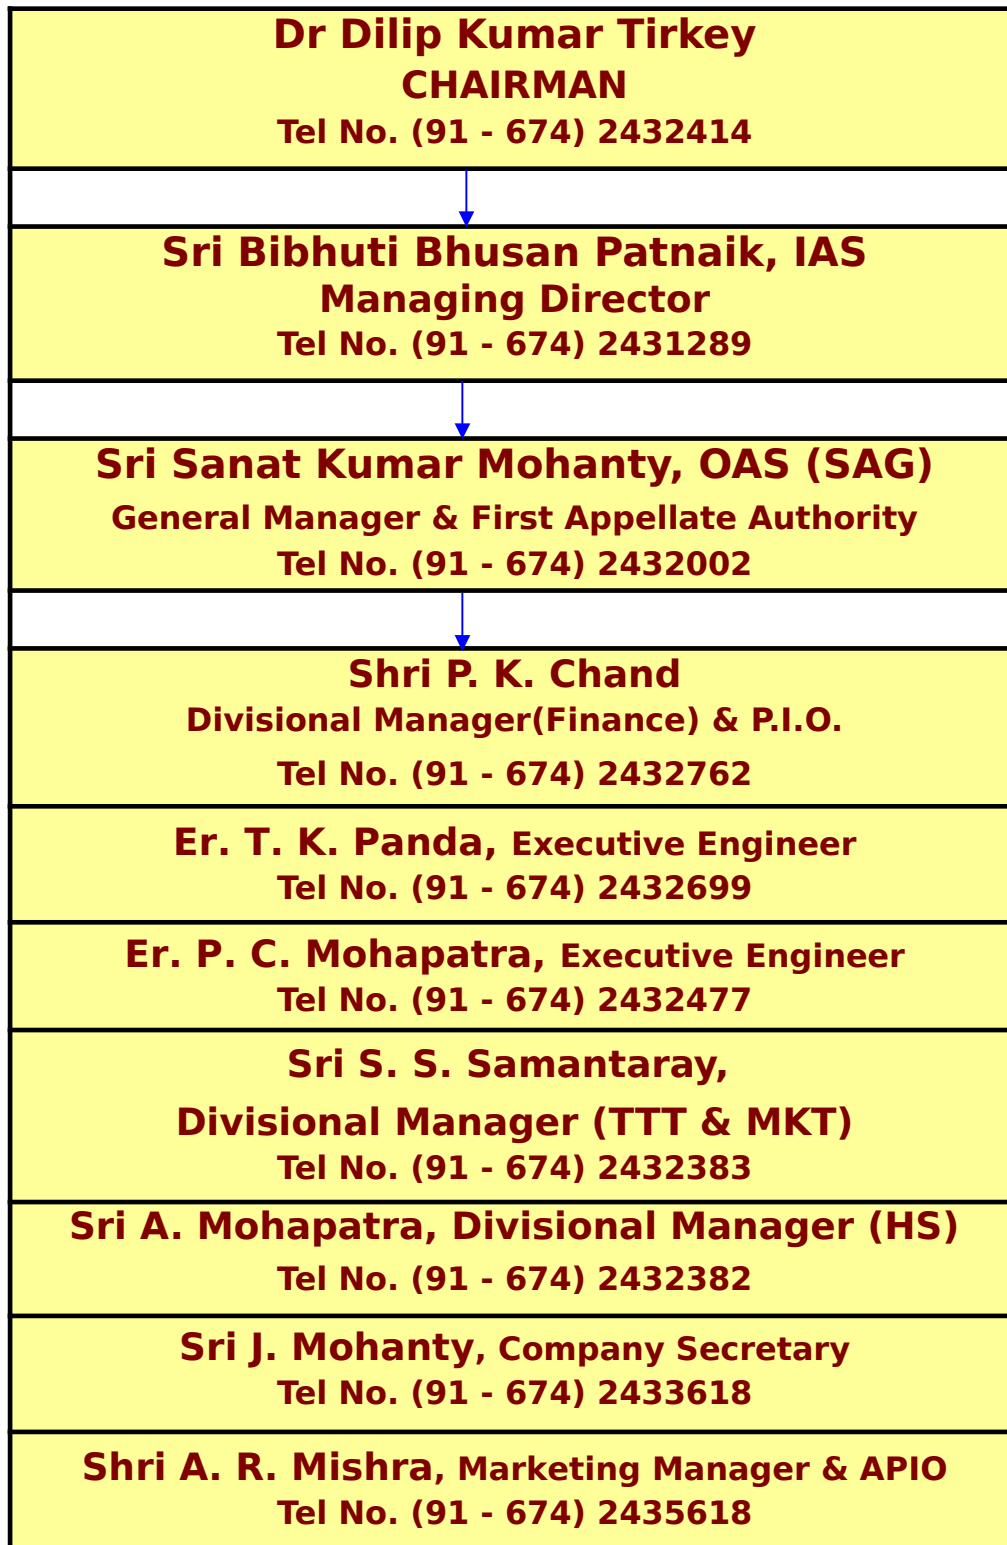 Dr Dilip Kumar Tirkey
CHAIRMAN
Tel No. (91 - 674) 2432414
Sri Bibhuti Bhusan Patnaik, IAS
Managing Director
Tel No. (91 - 674) 2431289
Sri Sanat Kumar Mohanty, OAS (SAG)
General Manager & First Appellate Authority
Tel No. (91 - 674) 2432002
Shri P. K. Chand
Divisional Manager(Finance) & P.I.O.
Tel No. (91 - 674) 2432762
Er. T. K. Panda, Executive Engineer
Tel No. (91 - 674) 2432699
Er. P. C. Mohapatra, Executive Engineer
Tel No. (91 - 674) 2432477
Sri S. S. Samantaray,
Divisional Manager (TTT & MKT)
Tel No. (91 - 674) 2432383
Sri A. Mohapatra, Divisional Manager (HS)
Tel No. (91 - 674) 2432382
Sri J. Mohanty, Company Secretary
Tel No. (91 - 674) 2433618
Shri A. R. Mishra, Marketing Manager & APIO
Tel No. (91 - 674) 2435618